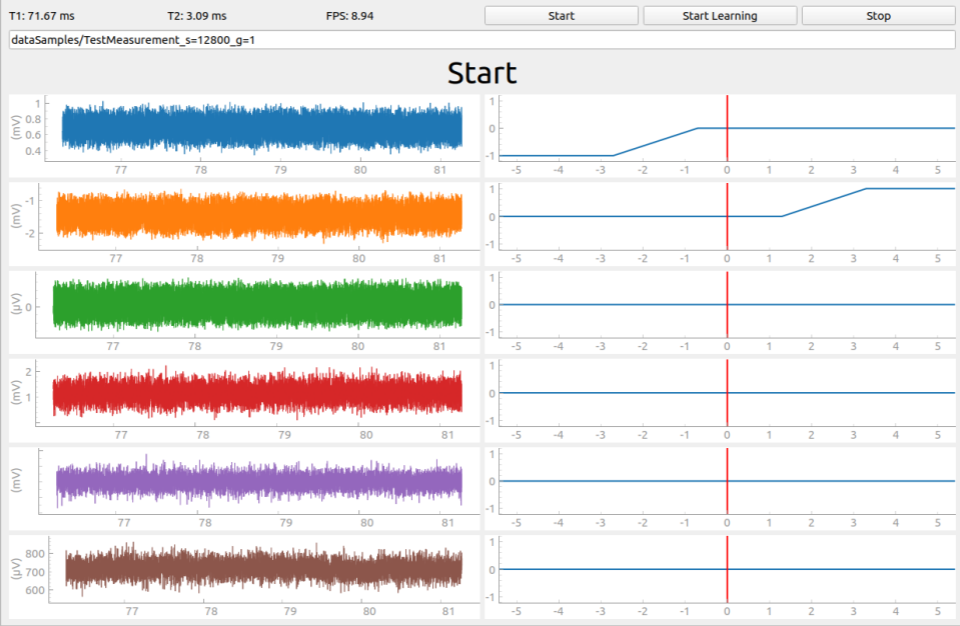 T1: 71.67 ms T2: 3.09 ms FPS: 8.94 Start Start Learning Stop
dataSamples/TestMeasurement_s=12800_g=1
Start
(mV) 1 0.8 0.6 0.4
77 78 79 80 81
1 0 -1
-5 -4 -3 -2 -1 0 1 2 3 4 5
(mV) -1 -2
77 78 79 80 81
1 0 -1
-5 -4 -3 -2 -1 0 1 2 3 4 5
(µV) 0
77 78 79 80 81
1 0 -1
-5 -4 -3 -2 -1 0 1 2 3 4 5
(mV) 2 1
77 78 79 80 81
1 0 -1
-5 -4 -3 -2 -1 0 1 2 3 4 5
(mV)
77 78 79 80 81
1 0 -1
-5 -4 -3 -2 -1 0 1 2 3 4 5
(µV) 800 700 600
77 78 79 80 81
1 0 -1
-5 -4 -3 -2 -1 0 1 2 3 4 5